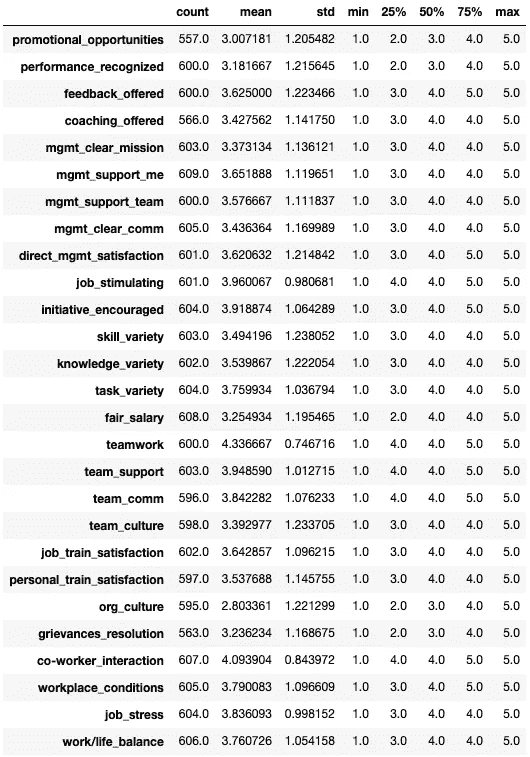 count mean std min 25% 50% 75% max
promotional_opportunities 557.0 3.007181 1.205482 1.0 2.0 3.0 4.0 5.0
performance_recognized 600.0 3.181667 1.215645 1.0 2.0 3.0 4.0 5.0
feedback_offered 600.0 3.625000 1.223466 1.0 3.0 4.0 5.0 5.0
coaching_offered 566.0 3.427562 1.141750 1.0 3.0 4.0 4.0 5.0
mgmt_clear_mission 603.0 3.373134 1.136121 1.0 3.0 4.0 4.0 5.0
mgmt_support_me 609.0 3.651888 1.119651 1.0 3.0 4.0 4.0 5.0
mgmt_support_team 600.0 3.576667 1.111837 1.0 3.0 4.0 4.0 5.0
mgmt_clear_comm 605.0 3.436364 1.169989 1.0 3.0 4.0 4.0 5.0
direct_mgmt_satisfaction 601.0 3.620632 1.214842 1.0 3.0 4.0 5.0 5.0
job_stimulating 601.0 3.960067 0.980681 1.0 4.0 4.0 5.0 5.0
initiative_encouraged 604.0 3.918874 1.064289 1.0 3.0 4.0 5.0 5.0
skill_variety 603.0 3.494196 1.238052 1.0 3.0 4.0 4.0 5.0
knowledge_variety 602.0 3.539867 1.222054 1.0 3.0 4.0 4.0 5.0
task_variety 604.0 3.759934 1.036794 1.0 3.0 4.0 4.0 5.0
fair_salary 608.0 3.254934 1.195465 1.0 2.0 4.0 4.0 5.0
teamwork 600.0 4.336667 0.746716 1.0 4.0 4.0 5.0 5.0
team_support 603.0 3.948590 1.012715 1.0 4.0 4.0 5.0 5.0
team_comm 596.0 3.842282 1.076233 1.0 4.0 4.0 5.0 5.0
team_culture 598.0 3.392977 1.233705 1.0 3.0 4.0 4.0 5.0
job_train_satisfaction 602.0 3.642857 1.096215 1.0 3.0 4.0 4.0 5.0
personal_train_satisfaction 597.0 3.537688 1.145755 1.0 3.0 4.0 4.0 5.0
org_culture 595.0 2.803361 1.221299 1.0 2.0 3.0 4.0 5.0
grievances_resolution 563.0 3.236234 1.168675 1.0 2.0 3.0 4.0 5.0
co-worker_interaction 607.0 4.093904 0.843972 1.0 4.0 4.0 5.0 5.0
workplace_conditions 605.0 3.790083 1.096609 1.0 3.0 4.0 5.0 5.0
job_stress 604.0 3.836093 0.998152 1.0 3.0 4.0 4.0 5.0
work/life_balance 606.0 3.760726 1.054158 1.0 3.0 4.0 4.0 5.0